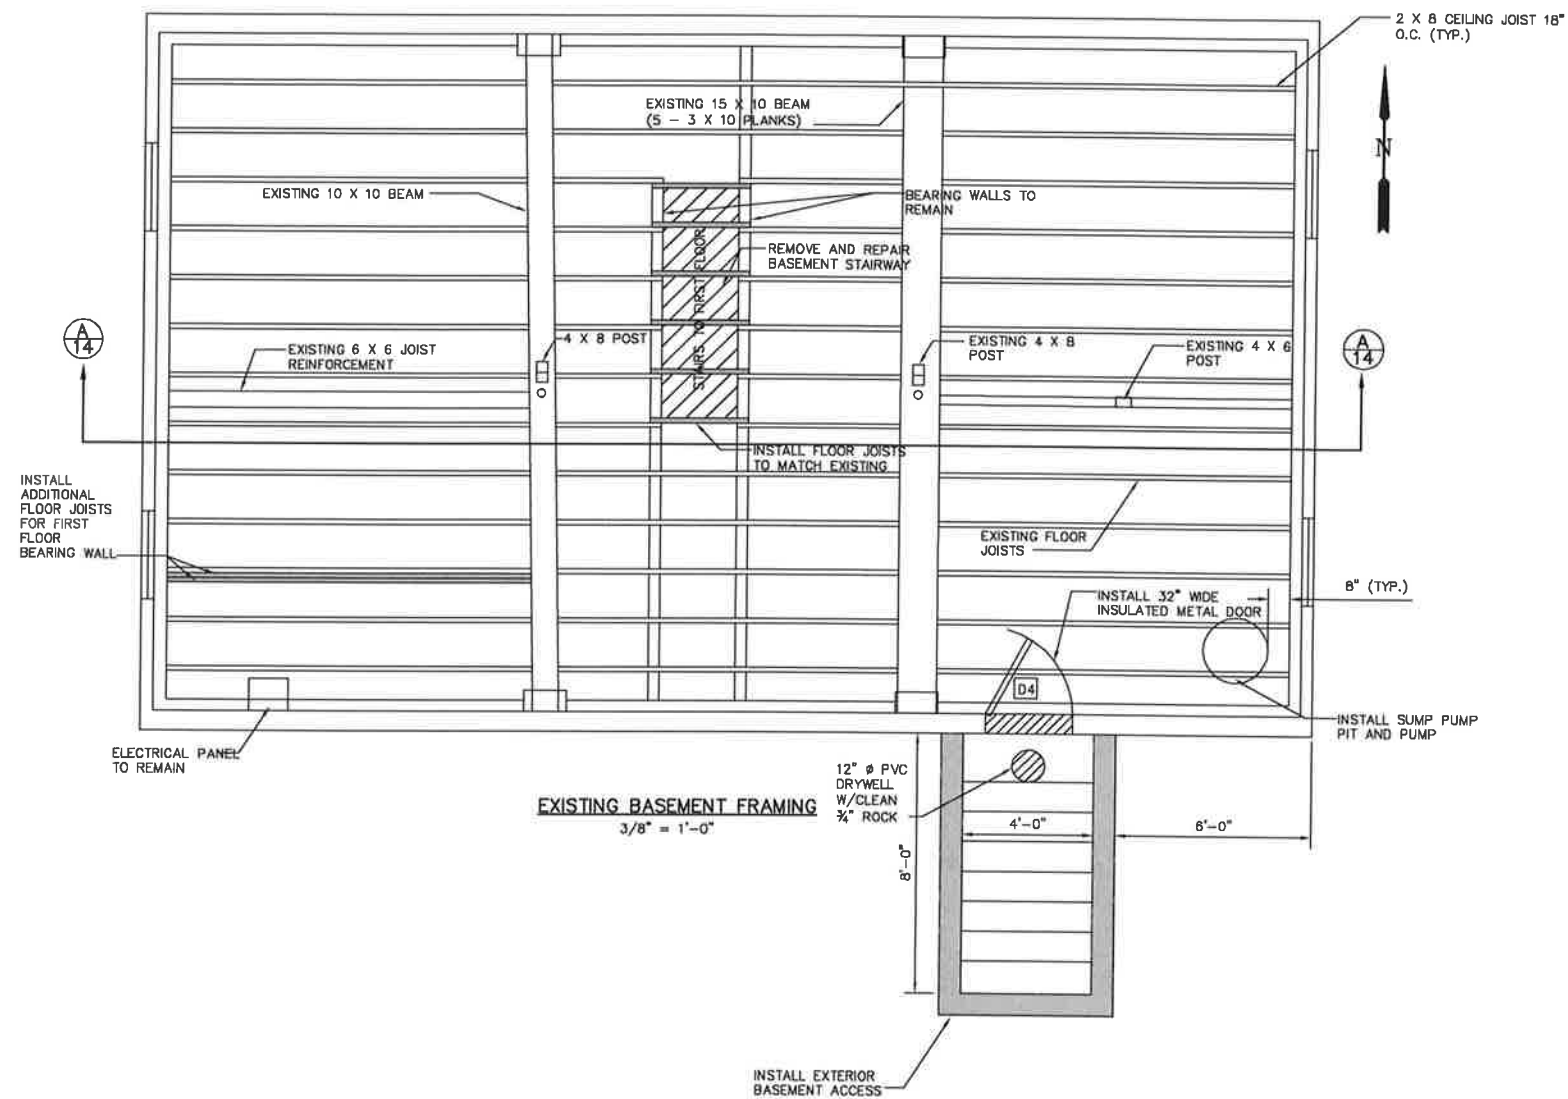 2 X 8 CEILING JOIST 18"
O.C. (TYP.)
N
EXISTING 15 X 10 BEAM
(5 - 3 X 10 PLANKS)
EXISTING 10 X 10 BEAM
BEARING WALLS TO
REMAIN
REMOVE AND REPAIR
BASEMENT STAIRWAY
STAIRS TO FIRST FLOOR
A
14
EXISTING 6 X 6 JOIST
REINFORCEMENT
4 X 8 POST
EXISTING 4 X 8
POST
EXISTING 4 X 6
POST
A
14
INSTALL FLOOR JOISTS
TO MATCH EXISTING
INSTALL
ADDITIONAL
FLOOR JOISTS
FOR FIRST
FLOOR
BEARING WALL
EXISTING FLOOR
JOISTS
INSTALL 32" WIDE
INSULATED METAL DOOR
8" (TYP.)
D4
ELECTRICAL PANEL
TO REMAIN
INSTALL SUMP PUMP
PIT AND PUMP
12" ø PVC
DRYWELL
W/CLEAN
¾" ROCK
EXISTING BASEMENT FRAMING
3/8" = 1'-0"
4'-0"
6'-0"
8'-0"
INSTALL EXTERIOR
BASEMENT ACCESS